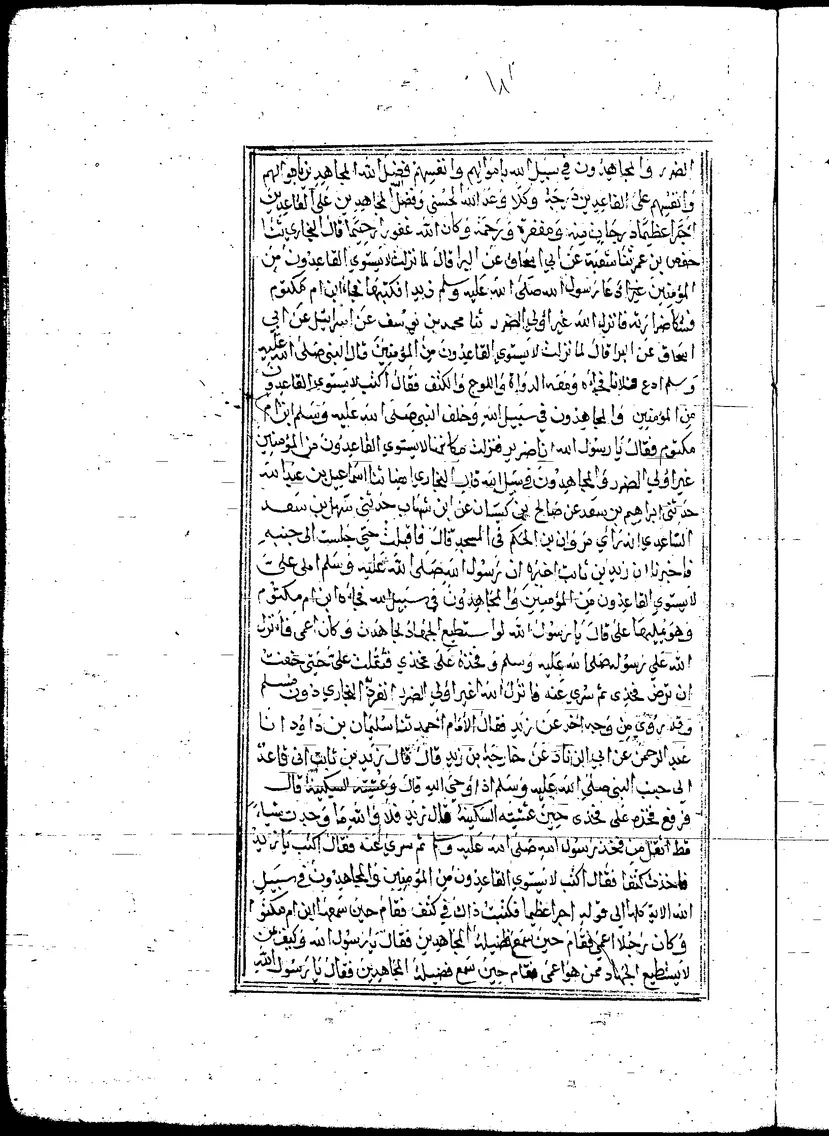 ١٨١
الضرر والمجاهدون في سبيل الله باموالهم وانفسهم فضل الله المجاهدين باموالهم
وانفسهم على القاعدين درجة وكلا وعد الله الحسنى وفضل المجاهدين على القاعدين
اجرا عظيما درجات منه ومغفرة ورحمة وكان الله غفورا رحيما قال البخاري ثنا
حفص بن عمر ثنا شعبة عن ابي اسحاق عن البرا قال لما نزلت لا يستوي القاعدون من
المؤمنين دعا رسول الله صلى الله عليه وسلم زيدا فكتبها فجاء ابن ام مكتوم
فشكا ضرارته فانزل الله غير اولي الضرر ثنا محمد بن يوسف عن اسرائيل عن ابي
اسحاق عن البرا قال لما نزلت لا يستوي القاعدون من المؤمنين قال النبي صلى الله عليه
وسلم ادع فلانا فجاءه ومعه الدواة واللوح والكتف فقال اكتب لا يستوي القاعدون
من المؤمنين والمجاهدون في سبيل الله وخلف النبي صلى الله عليه وسلم ابن ام
مكتوم فقال يا رسول الله انا ضرير فنزلت مكانها لا يستوي القاعدون من المؤمنين
غير اولي الضرر والمجاهدون في سبيل الله قال البخاري ايضا ثنا اسماعيل بن عبد الله
حدثني ابراهيم بن سعد عن صالح بن كيسان عن ابن شهاب حدثني سهل بن سعد
الساعدي انه راي مروان بن الحكم في المسجد قال فاقبلت حتى جلست الى جنبه
فاخبرنا ان زيد بن ثابت اخبره ان رسول الله صلى الله عليه وسلم املى علي
لا يستوي القاعدون من المؤمنين والمجاهدون في سبيل الله فجاءه ابن ام مكتوم
وهو يمليها علي قال يا رسول الله لو استطيع الجهاد لجاهدت وكان اعمى فانزل
الله على رسوله صلى الله عليه وسلم وفخذه على فخذي فثقلت علي حتى خفت
ان ترض فخذي ثم سري عنه فانزل الله غير اولي الضرر انفرد به البخاري دون مسلم
وقد روي من وجه اخر عن زيد فقال الامام احمد ثنا سليمان بن داود انا
عبد الرحمن عن ابي الزناد عن خارجة بن زيد قال قال زيد بن ثابت اني قاعد
الى جنب النبي صلى الله عليه وسلم اذ اوحي اليه قال وغشيته السكينة قال
فرفع فخذه على فخذي حين غشيته السكينة قال زيد فلا والله ما وجدت شياء
قط اثقل من فخذ رسول الله صلى الله عليه وسلم ثم سري عنه فقال اكتب يا زيد
فاخذت كتفا فقال اكتب لا يستوي القاعدون من المؤمنين والمجاهدون في سبيل
الله الاية كلها الى قوله اجرا عظيما فكتبت ذلك في كتف فقام حين سمعها ابن ام مكتوم
وكان رجلا اعمى فقام حين سمع فضيلة المجاهدين فقال يا رسول الله وكيف بمن
لا يستطيع الجهاد ممن هو اعمى فقام حين سمع فضيلة المجاهدين فقال يا رسول الله